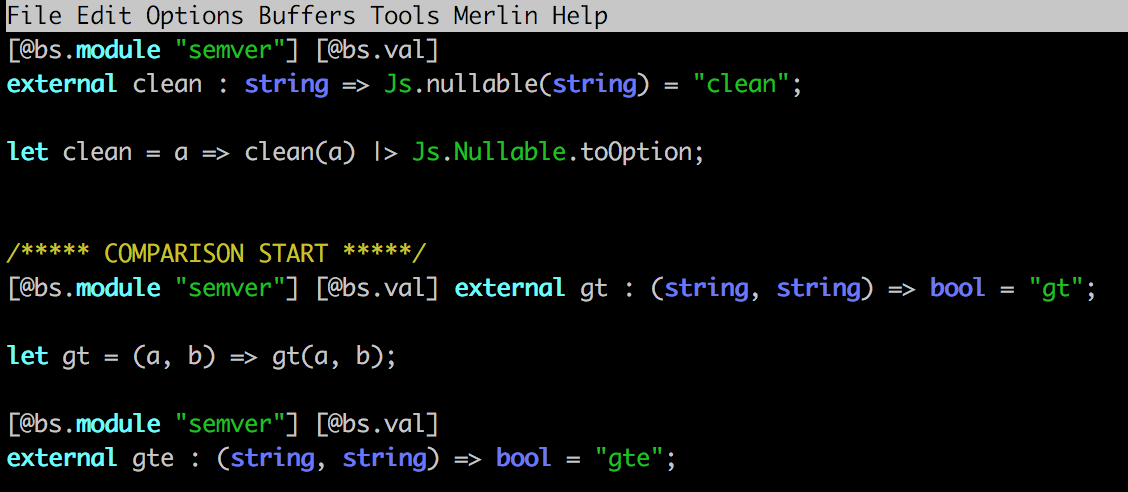 File Edit Options Buffers Tools Merlin Help
[@bs.module "semver"] [@bs.val]
external clean : string => Js.nullable(string) = "clean";
let clean = a => clean(a) |> Js.Nullable.toOption;
/***** COMPARISON START *****/
[@bs.module "semver"] [@bs.val] external gt : (string, string) => bool = "gt";
let gt = (a, b) => gt(a, b);
[@bs.module "semver"] [@bs.val]
external gte : (string, string) => bool = "gte";